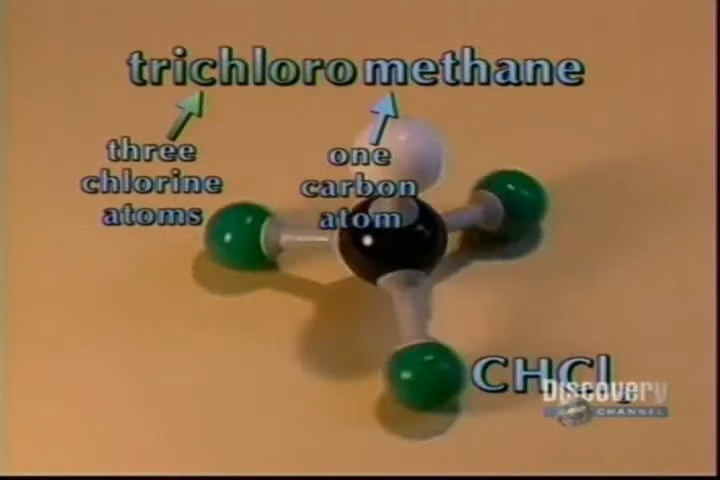 trichloromethane
three
chlorine
atoms
one
carbon
atom
CHCl
Discovery
CHANNEL